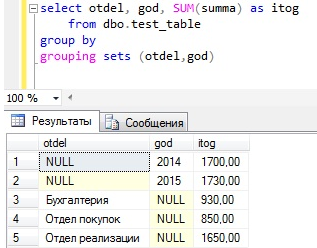 select otdel, god, SUM(summa) as itog
from dbo.test_table
group by
grouping sets (otdel,god)
100 %
Результаты Сообщения
otdel god itog
1 NULL 2014 1700,00
2 NULL 2015 1730,00
3 Бухгалтерия NULL 930,00
4 Отдел покупок NULL 850,00
5 Отдел реализации NULL 1650,00